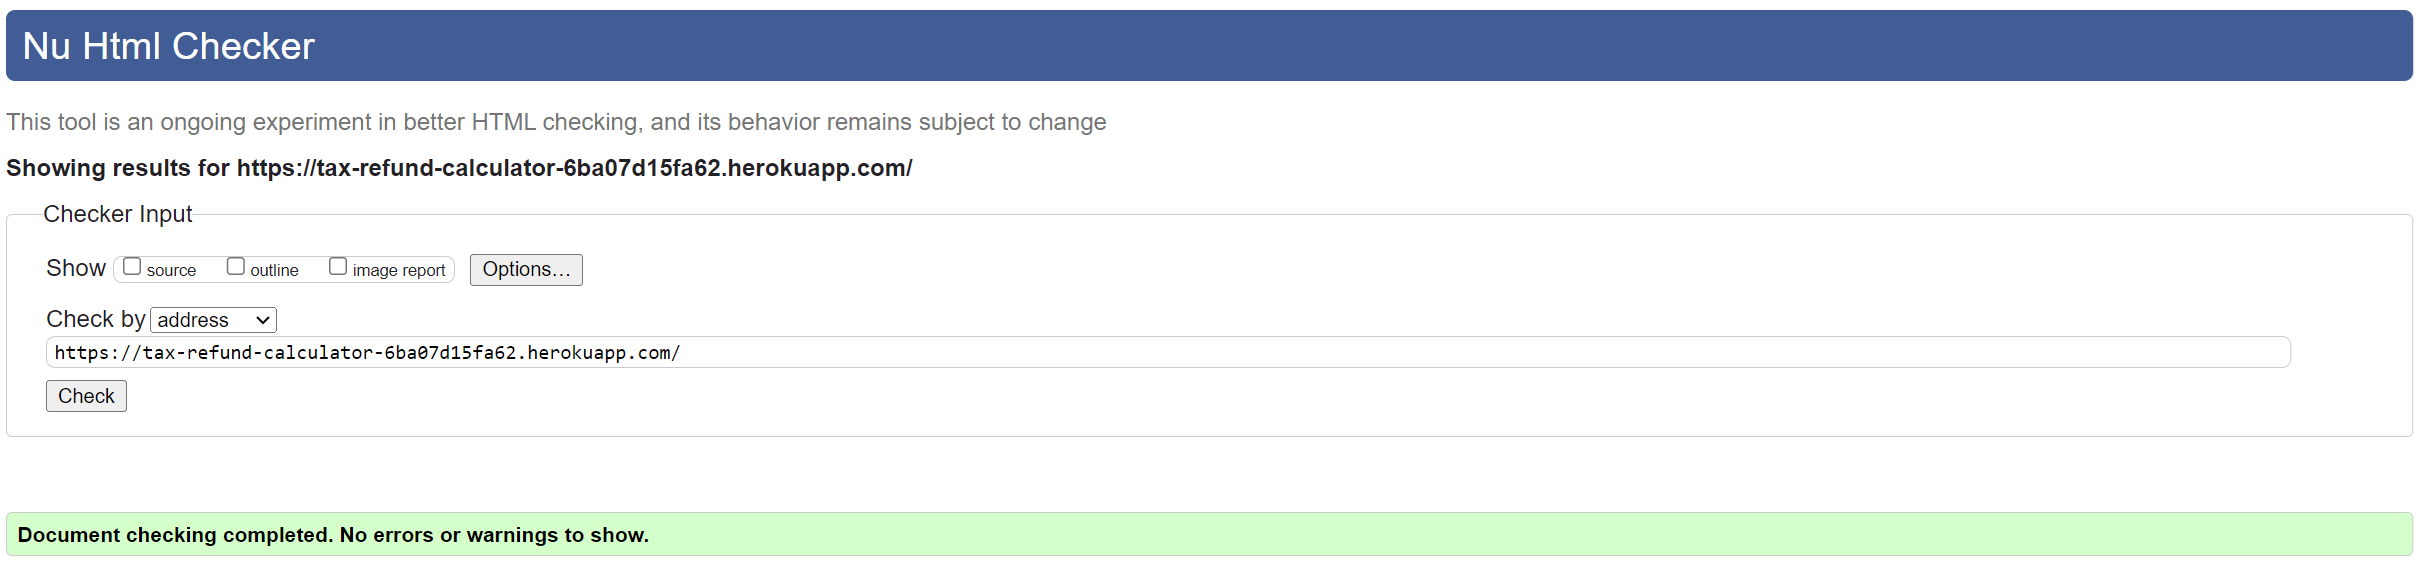 Nu Html Checker
This tool is an ongoing experiment in better HTML checking, and its behavior remains subject to change
Showing results for https://tax-refund-calculator-6ba07d15fa62.herokuapp.com/
Checker Input
Show source outline image report Options...
Check by address
https://tax-refund-calculator-6ba07d15fa62.herokuapp.com/
Check
Document checking completed. No errors or warnings to show.